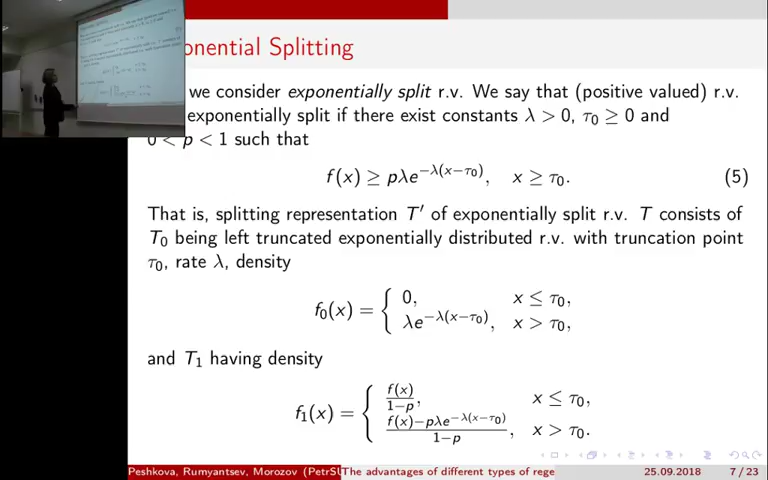 onential Splitting
we consider exponentially split r.v. We say that (positive valued) r.v.
exponentially split if there exist constants λ > 0, τ₀ ≥ 0 and
0 < p < 1 such that
f(x) ≥ pλe^{−λ(x−τ₀)}, x ≥ τ₀. (5)
That is, splitting representation T′ of exponentially split r.v. T consists of
T₀ being left truncated exponentially distributed r.v. with truncation point
τ₀, rate λ, density
f₀(x) = { 0, x ≤ τ₀,
λe^{−λ(x−τ₀)}, x > τ₀,
and T₁ having density
f₁(x) = { f(x)/1−p, x ≤ τ₀,
f(x)−pλe^{−λ(x−τ₀)}/1−p, x > τ₀.
Peshkova, Rumyantsev, Morozov (PetrSU The advantages of different types of rege 25.09.2018 7 / 23